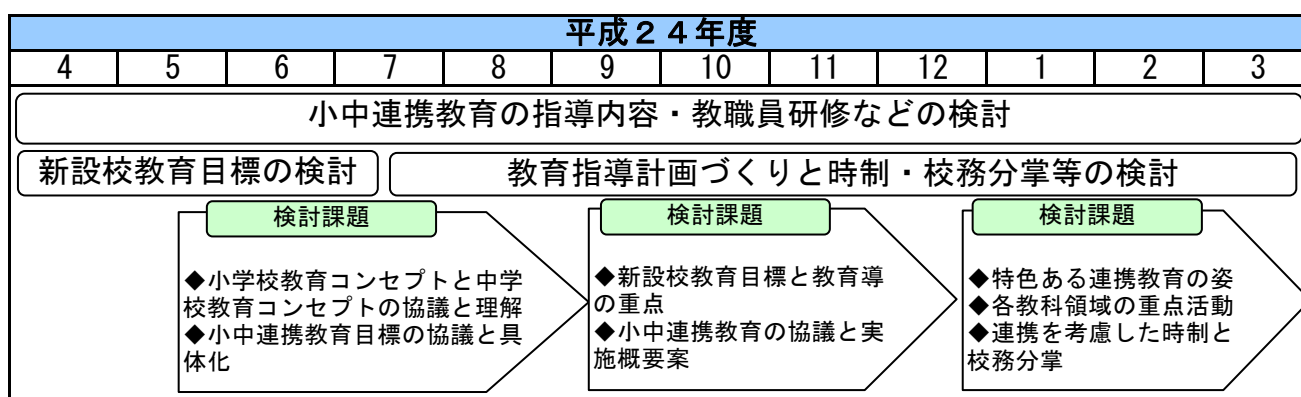 平成２４年度
4 5 6 7 8 9 10 11 12 1 2 3
小中連携教育の指導内容・教職員研修などの検討
新設校教育目標の検討
教育指導計画づくりと時制・校務分掌等の検討
検討課題
◆小学校教育コンセプトと中学
校教育コンセプトの協議と理解
◆小中連携教育目標の協議と具
体化
検討課題
◆新設校教育目標と教育導
の重点
◆小中連携教育の協議と実
施概要案
検討課題
◆特色ある連携教育の姿
◆各教科領域の重点活動
◆連携を考慮した時制と
校務分掌